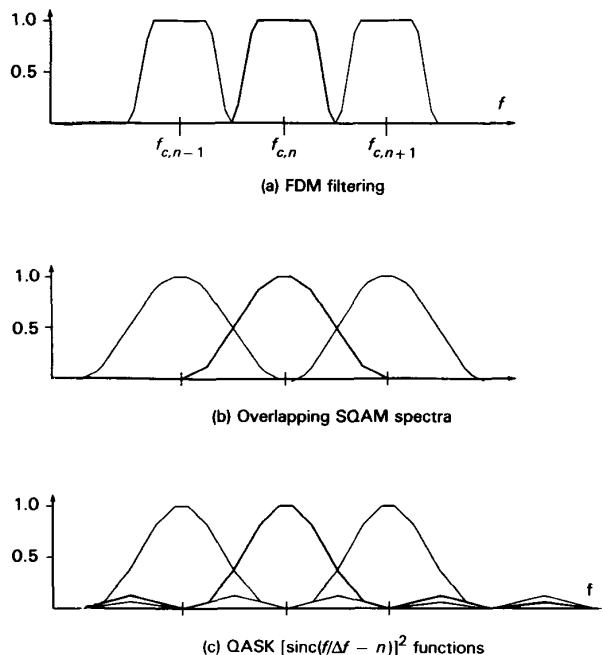 1.0
0.5
f
f_{c,n-1} f_{c,n} f_{c,n+1}
(a) FDM filtering
1.0
0.5
(b) Overlapping SQAM spectra
1.0
0.5
f
(c) QASK [sinc(f/Δf - n)]² functions